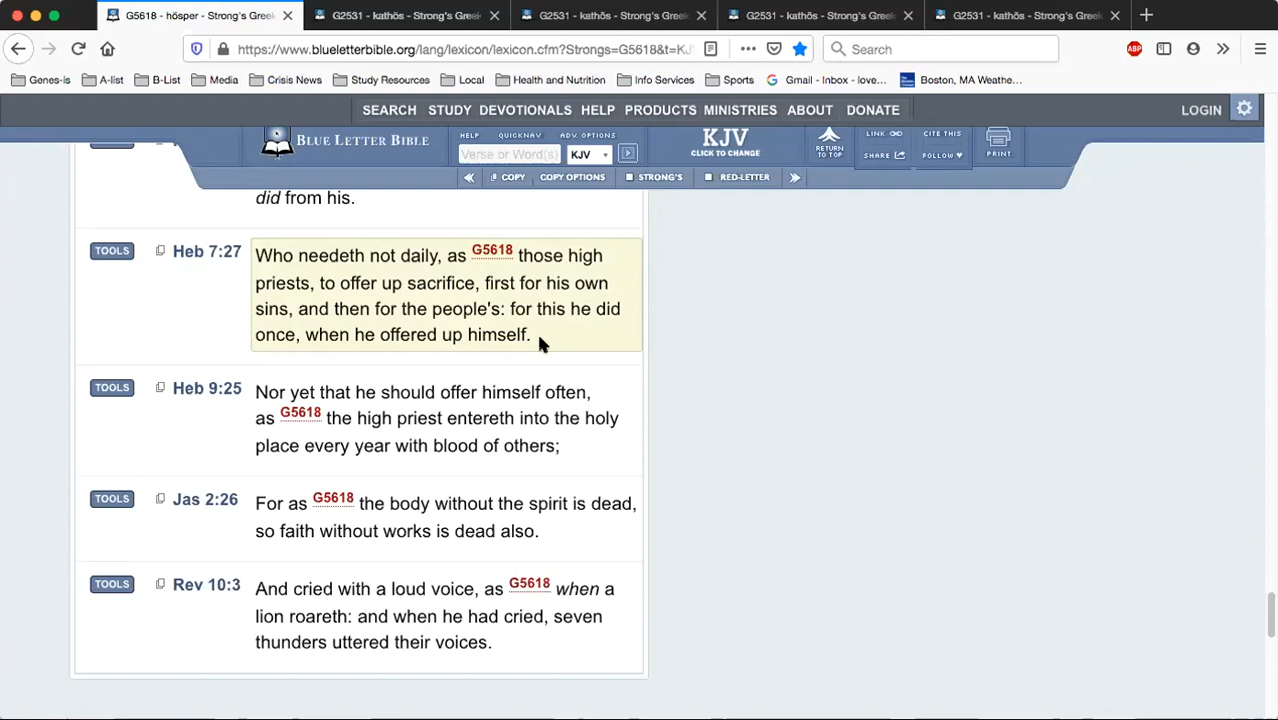 G5618 - hōsper - Strong's Greek
G2531 - kathōs - Strong's Greek
G2531 - kathōs - Strong's Greek
G2531 - kathōs - Strong's Greek
G2531 - kathōs - Strong's Greek
https://www.blueletterbible.org/lang/lexicon/lexicon.cfm?Strongs=G5618&t=KJ
Search
ABP
Genes-is
A-list
B-List
Media
Crisis News
Study Resources
Local
Health and Nutrition
Info Services
Sports
Gmail - Inbox - love...
Boston, MA Weathe...
SEARCH STUDY DEVOTIONALS HELP PRODUCTS MINISTRIES ABOUT DONATE
LOGIN
BLUE LETTER BIBLE
HELP QUICKNAV ADV. OPTIONS
Verse or Word(s) KJV
KJV
CLICK TO CHANGE
RETURN
TO TOP
LINK
SHARE
CITE THIS
FOLLOW
PRINT
COPY COPY OPTIONS STRONG'S RED-LETTER
did from his.
TOOLS Heb 7:27 Who needeth not daily, as G5618 those high
priests, to offer up sacrifice, first for his own
sins, and then for the people's: for this he did
once, when he offered up himself.
TOOLS Heb 9:25 Nor yet that he should offer himself often,
as G5618 the high priest entereth into the holy
place every year with blood of others;
TOOLS Jas 2:26 For as G5618 the body without the spirit is dead,
so faith without works is dead also.
TOOLS Rev 10:3 And cried with a loud voice, as G5618 when a
lion roareth: and when he had cried, seven
thunders uttered their voices.